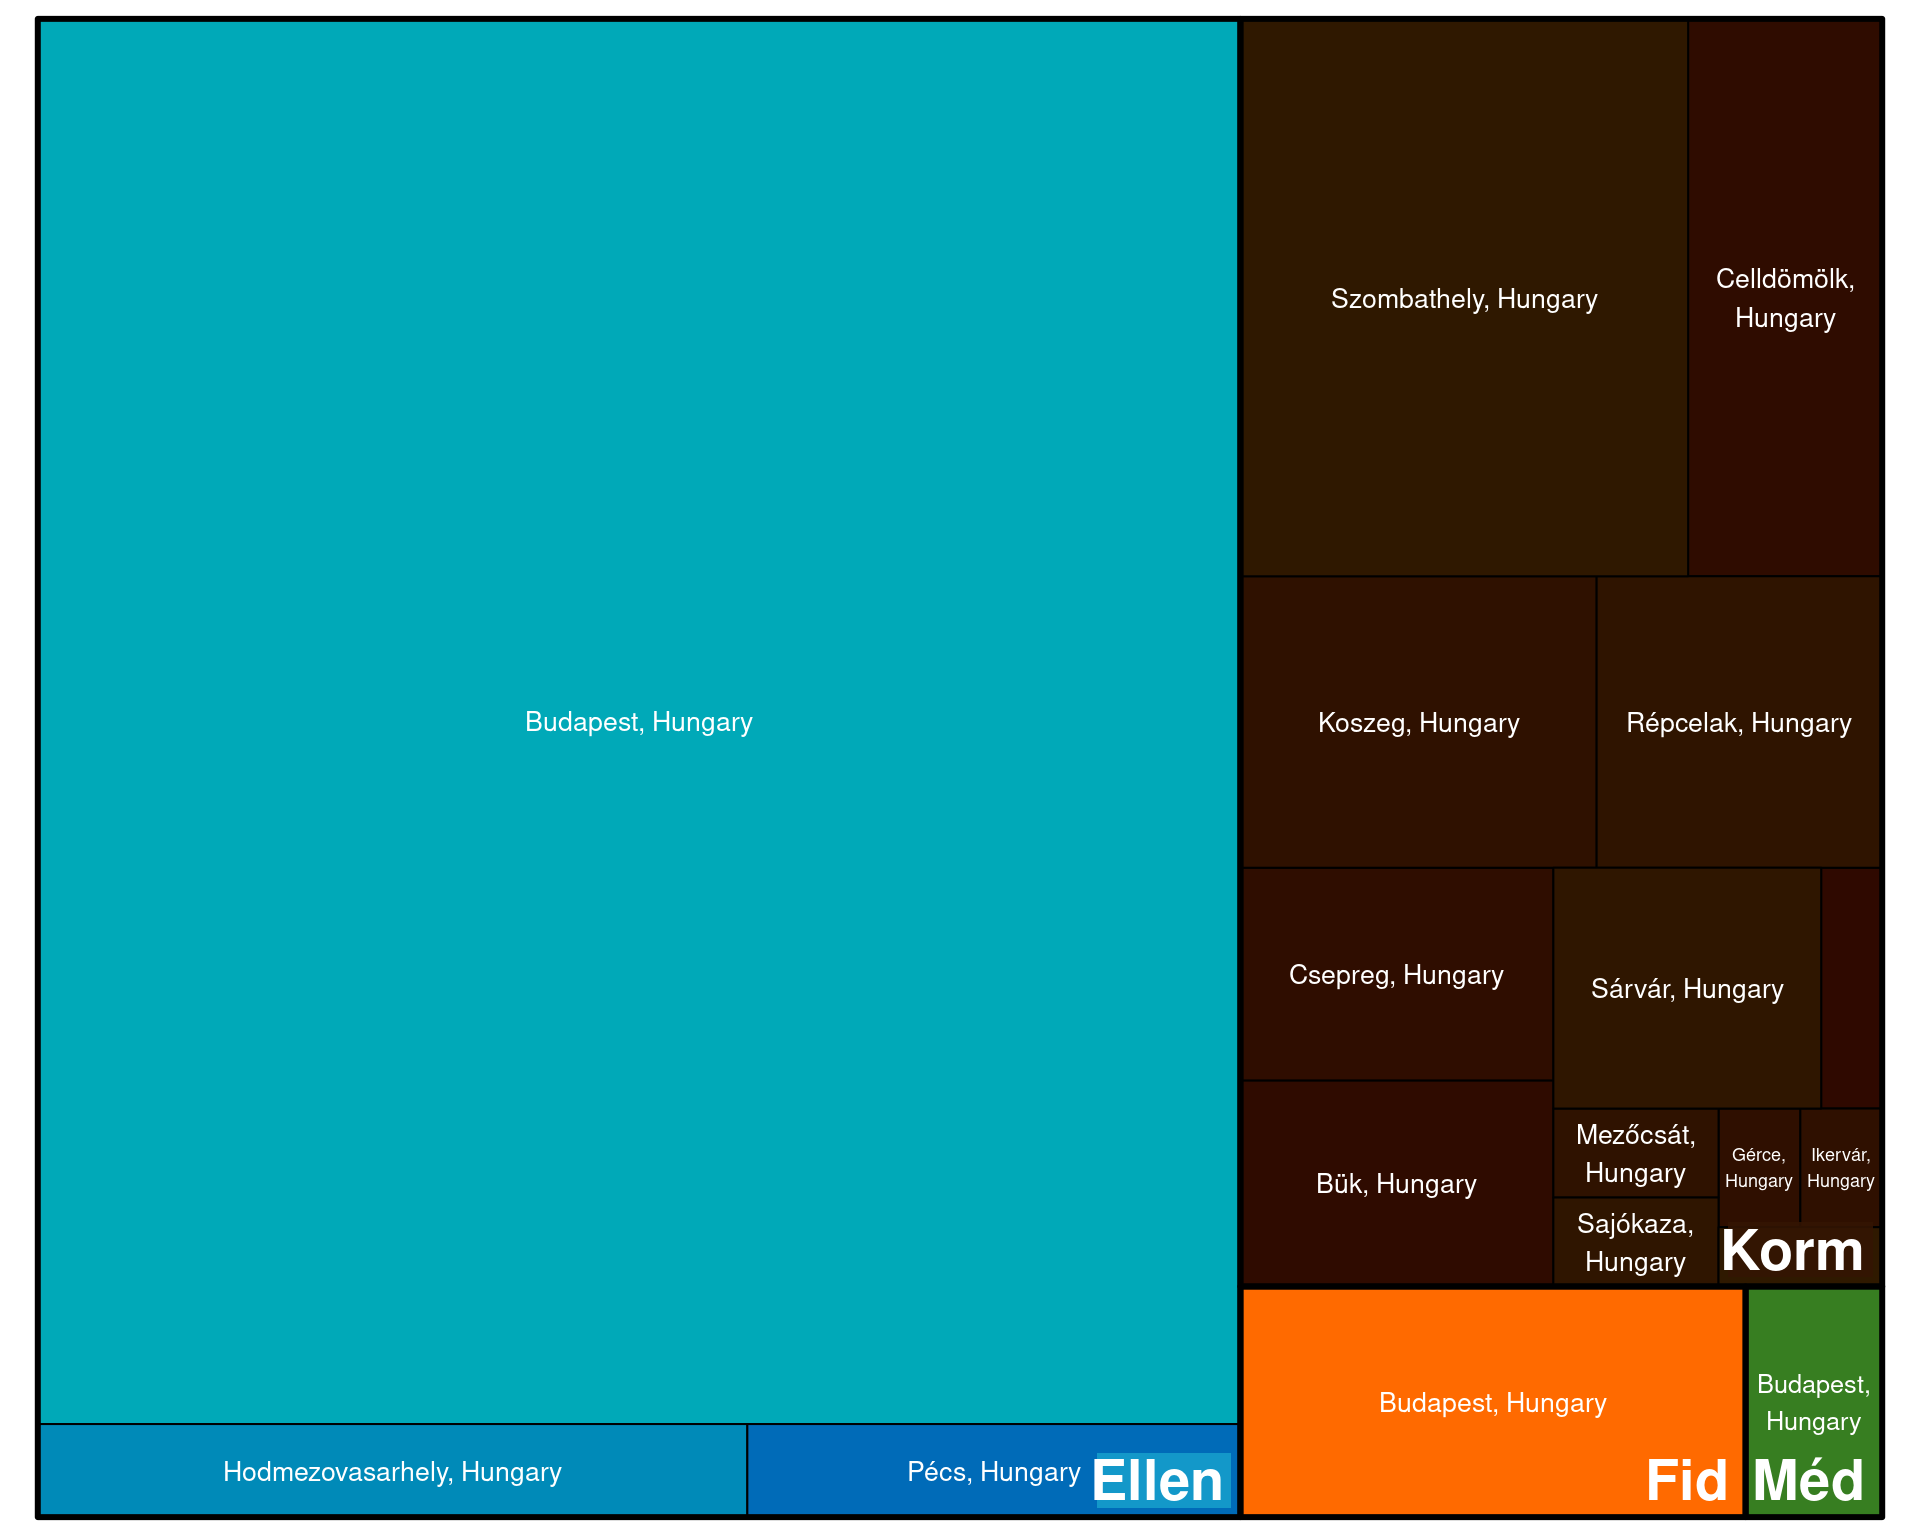 Budapest, Hungary
Hodmezovasarhely, Hungary
Pécs, Hungary
Ellen
Szombathely, Hungary
Celldömölk,
Hungary
Koszeg, Hungary
Répcelak, Hungary
Csepreg, Hungary
Sárvár, Hungary
Bük, Hungary
Mezőcsát,
Hungary
Gérce,
Hungary
Ikervár,
Hungary
Sajókaza,
Hungary
Korm
Budapest, Hungary
Fid
Budapest,
Hungary
Méd